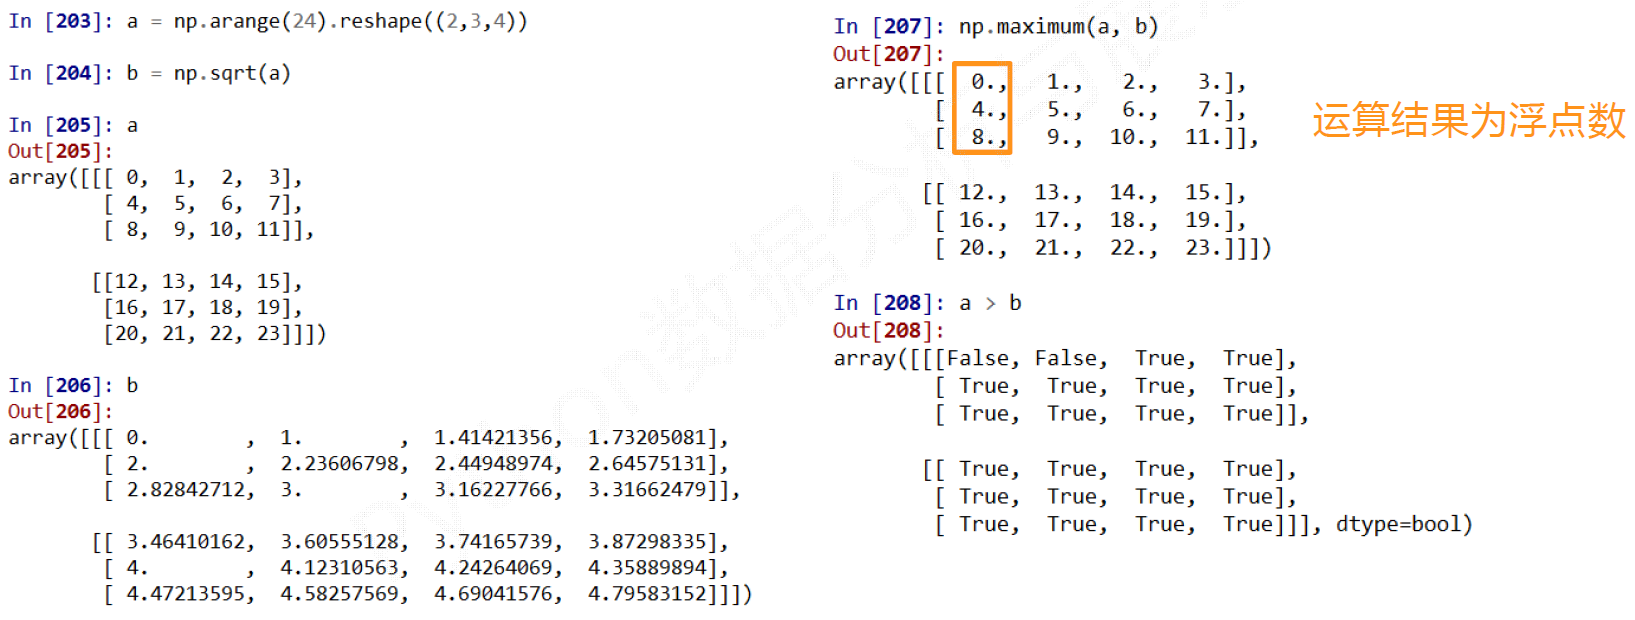 In [203]: a = np.arange(24).reshape((2,3,4))
In [204]: b = np.sqrt(a)
In [205]: a
Out[205]:
array([[[ 0,  1,  2,  3],
        [ 4,  5,  6,  7],
        [ 8,  9, 10, 11]],
       [[12, 13, 14, 15],
        [16, 17, 18, 19],
        [20, 21, 22, 23]]])
In [206]: b
Out[206]:
array([[[ 0.        ,  1.        ,  1.41421356,  1.73205081],
        [ 2.        ,  2.23606798,  2.44948974,  2.64575131],
        [ 2.82842712,  3.        ,  3.16227766,  3.31662479]],
       [[ 3.46410162,  3.60555128,  3.74165739,  3.87298335],
        [ 4.        ,  4.12310563,  4.24264069,  4.35889894],
        [ 4.47213595,  4.58257569,  4.69041576,  4.79583152]]])
In [207]: np.maximum(a, b)
Out[207]:
array([[[  0.,   1.,   2.,   3.],
        [  4.,   5.,   6.,   7.],
        [  8.,   9.,  10.,  11.]],
       [[ 12.,  13.,  14.,  15.],
        [ 16.,  17.,  18.,  19.],
        [ 20.,  21.,  22.,  23.]]])
运算结果为浮点数
In [208]: a > b
Out[208]:
array([[[False, False,  True,  True],
        [ True,  True,  True,  True],
        [ True,  True,  True,  True]],
       [[ True,  True,  True,  True],
        [ True,  True,  True,  True],
        [ True,  True,  True,  True]]], dtype=bool)